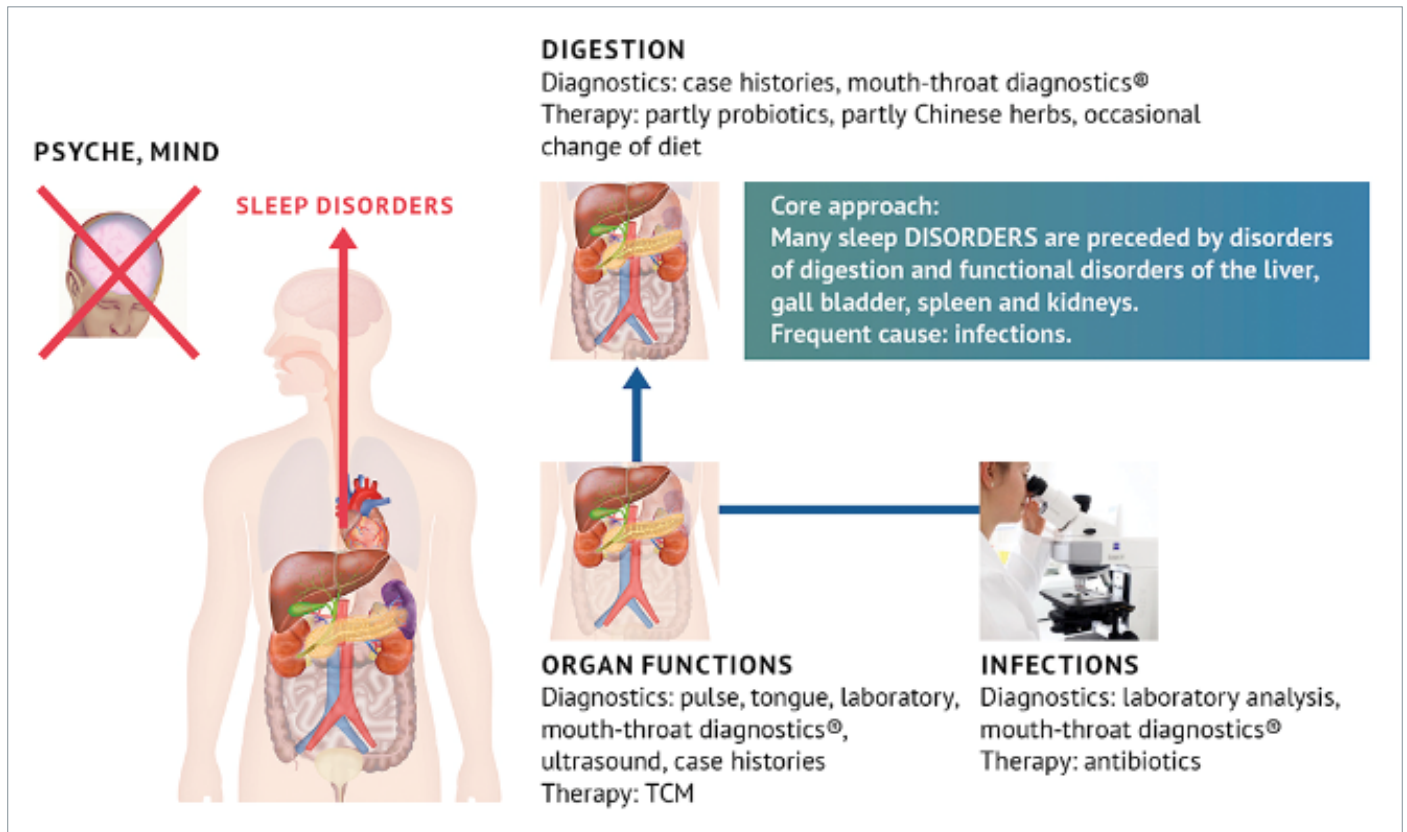 DIGESTION
Diagnostics: case histories, mouth-throat diagnostics®
Therapy: partly probiotics, partly Chinese herbs, occasional
change of diet
PSYCHE, MIND
SLEEP DISORDERS
Core approach:
Many sleep DISORDERS are preceded by disorders
of digestion and functional disorders of the liver,
gall bladder, spleen and kidneys.
Frequent cause: infections.
ORGAN FUNCTIONS
Diagnostics: pulse, tongue, laboratory,
mouth-throat diagnostics®,
ultrasound, case histories
Therapy: TCM
INFECTIONS
Diagnostics: laboratory analysis,
mouth-throat diagnostics®
Therapy: antibiotics